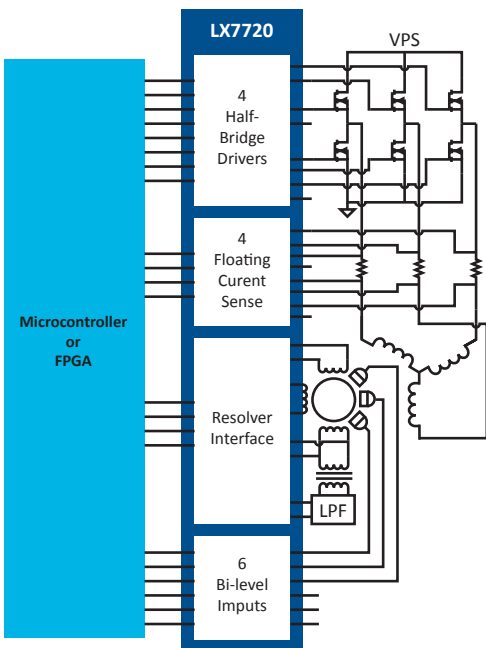 LX7720
VPS
4
Half-
Bridge
Drivers
4
Floating
Curent
Sense
Microcontroller
or
FPGA
Resolver
Interface
LPF
6
Bi-level
Imputs